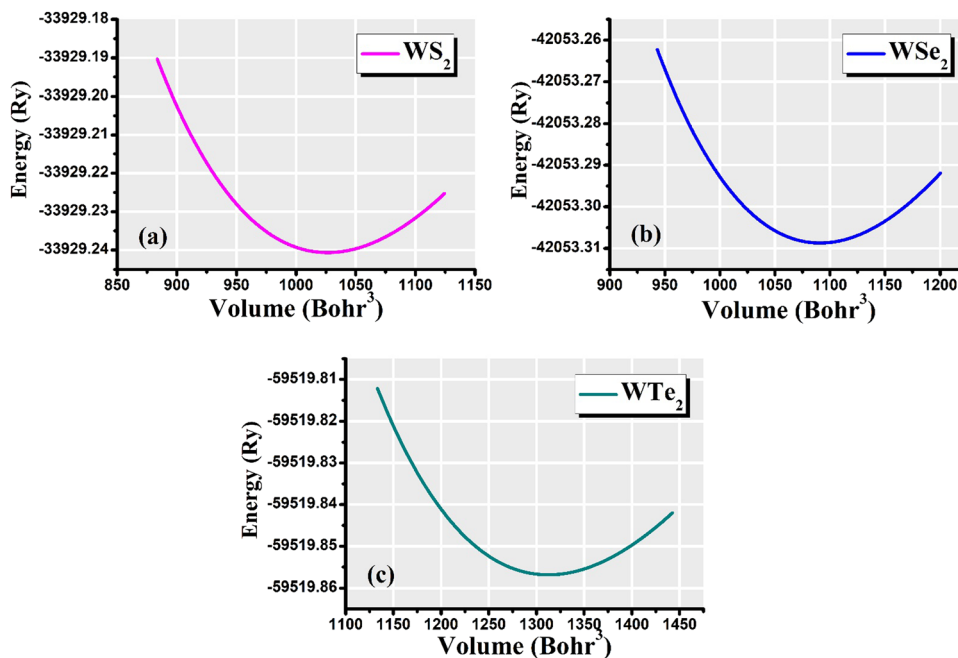 -33929.18
-33929.19
-33929.20
-33929.21
-33929.22
-33929.23
-33929.24
Energy (Ry)
WS2
(a)
850 900 950 1000 1050 1100 1150
Volume (Bohr3)
-42053.26
-42053.27
-42053.28
-42053.29
-42053.30
-42053.31
Energy (Ry)
WSe2
(b)
900 950 1000 1050 1100 1150 1200
Volume (Bohr3)
-59519.81
-59519.82
-59519.83
-59519.84
-59519.85
-59519.86
Energy (Ry)
WTe2
(c)
1100 1150 1200 1250 1300 1350 1400 1450
Volume (Bohr3)